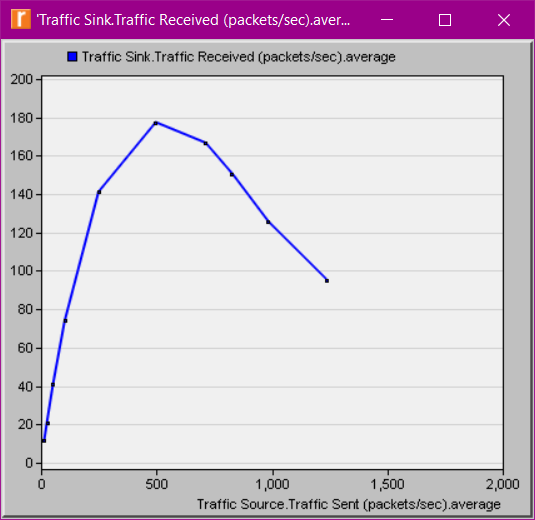 r 'Traffic Sink.Traffic Received (packets/sec).aver...
Traffic Sink.Traffic Received (packets/sec).average
200
180
160
140
120
100
80
60
40
20
0
0 500 1,000 1,500 2,000
Traffic Source.Traffic Sent (packets/sec).average